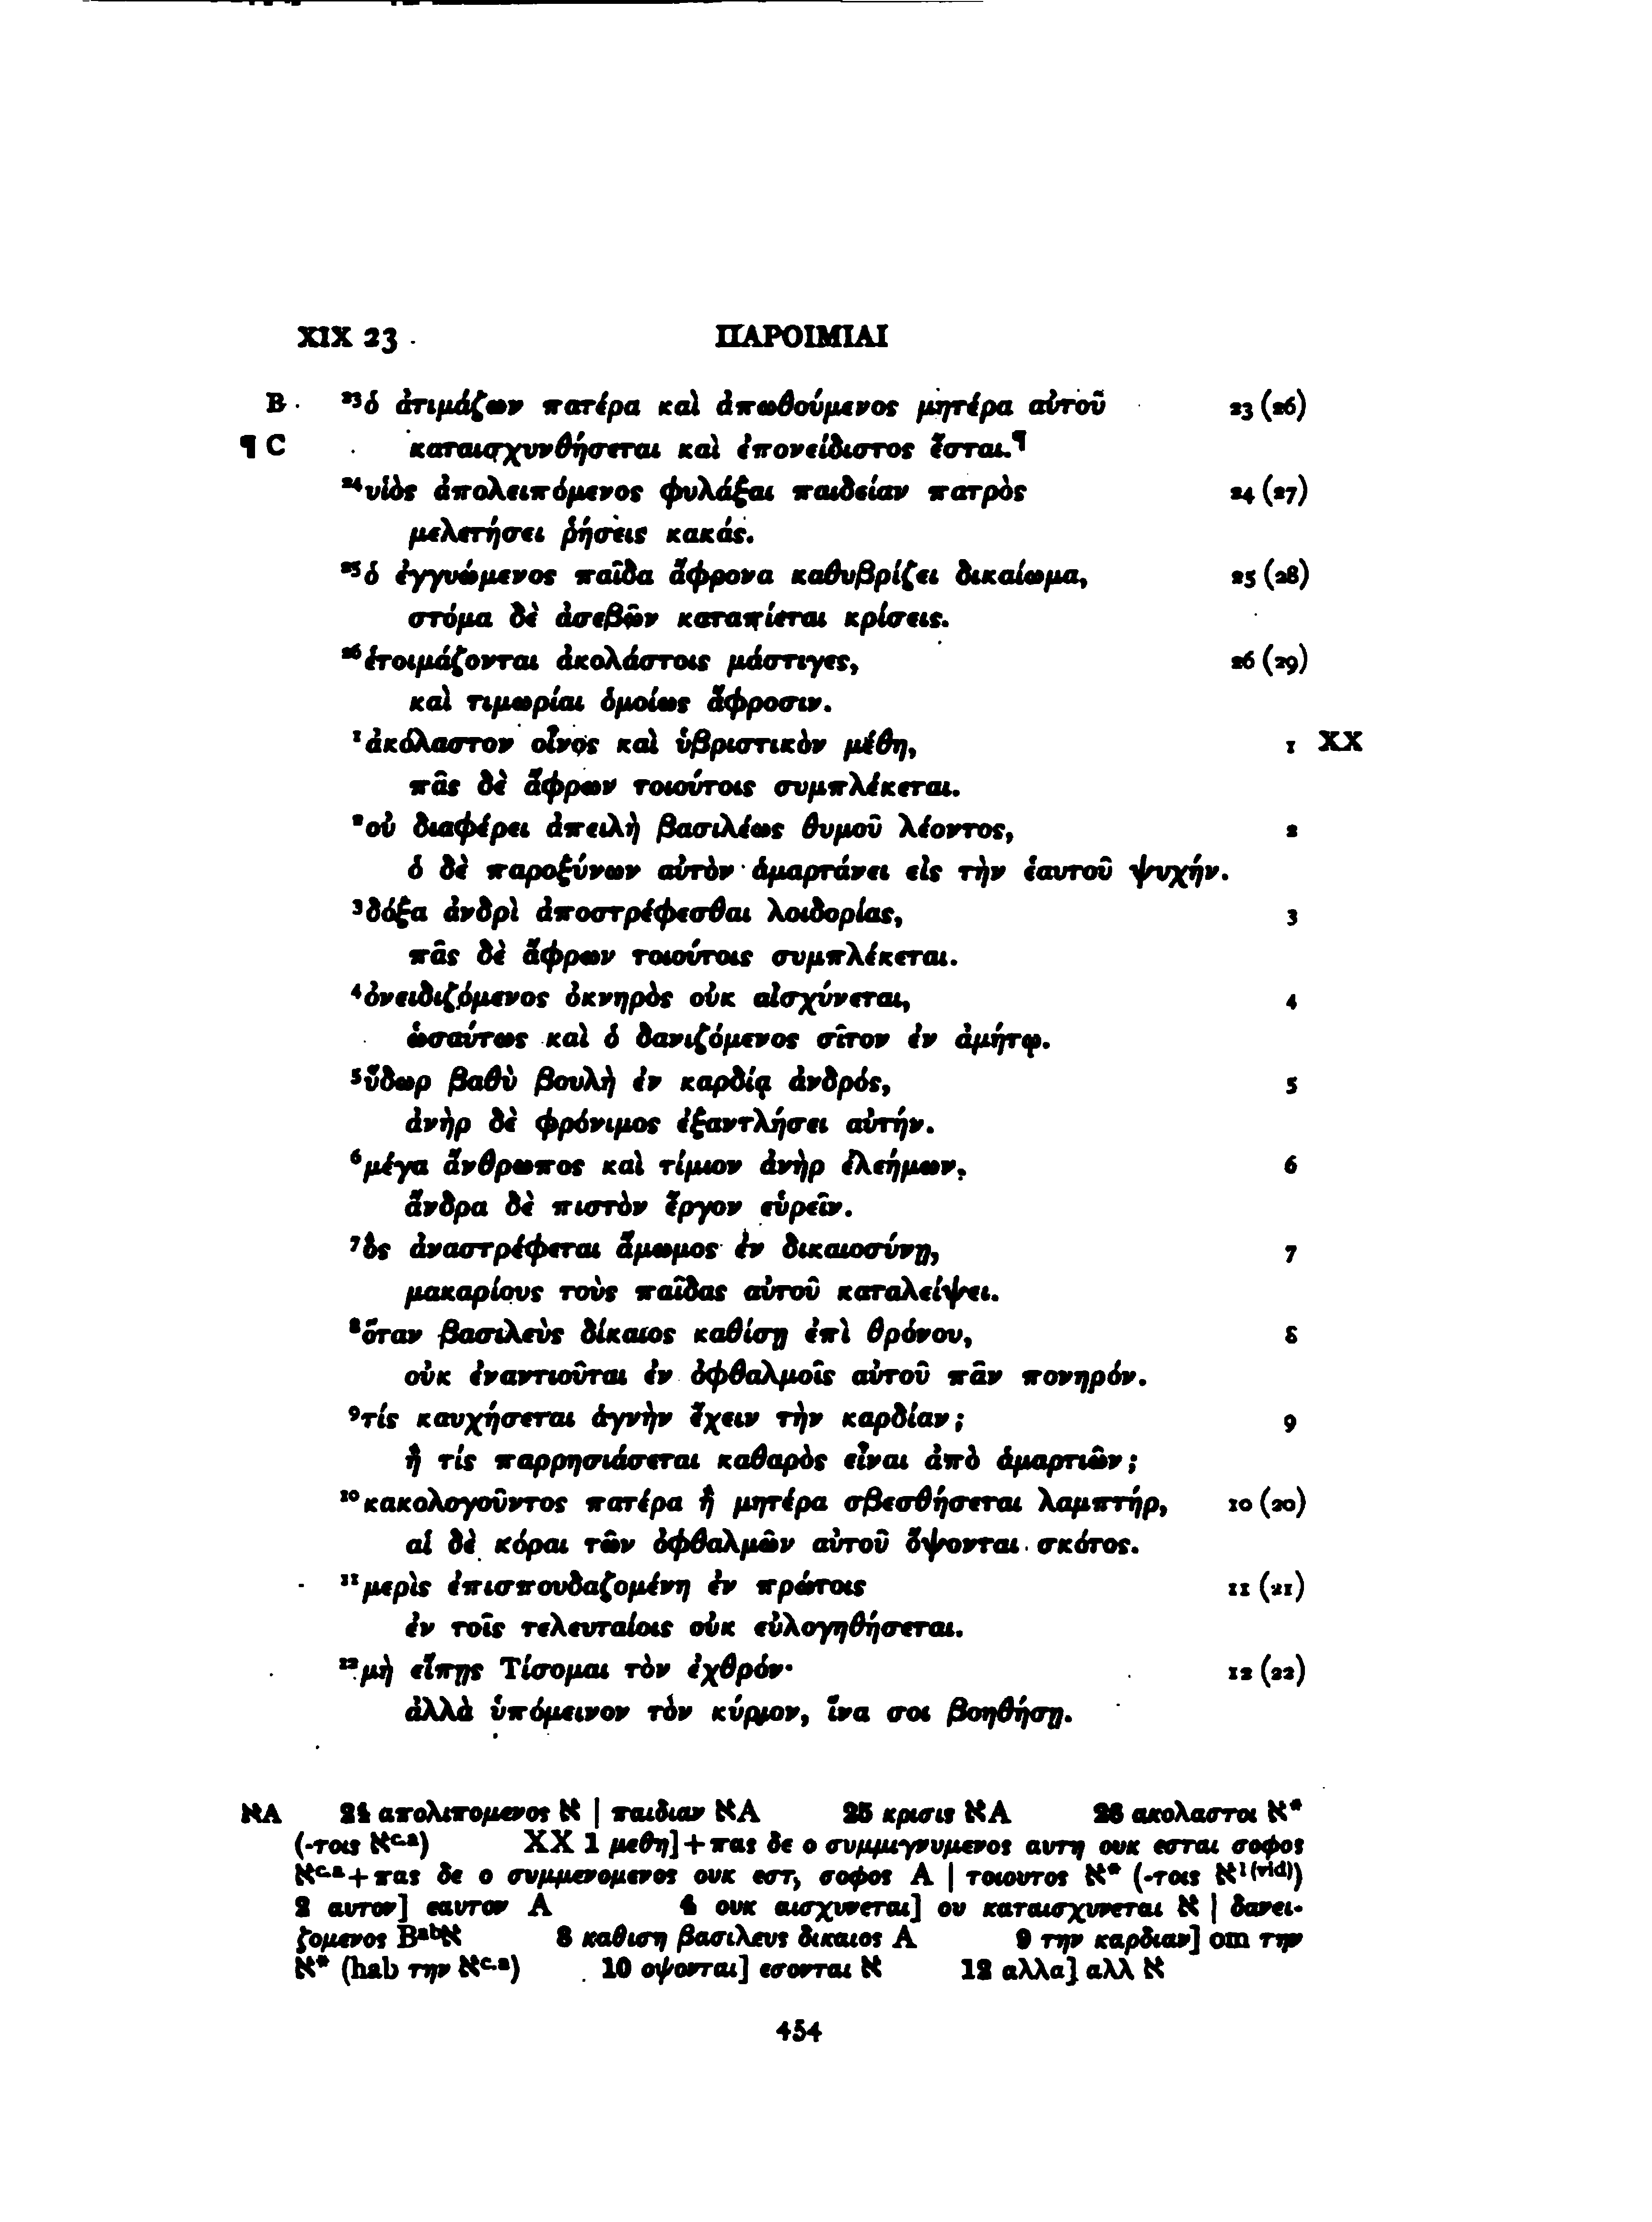 XIX 23 ΠΑΡΟΙΜΙΑΙ
B ²³ὁ ἀτιμάζων πατέρα καὶ ἀπωθούμενος μητέρα αὐτοῦ 23 (26)
¶ C καταισχυνθήσεται καὶ ἐπονείδιστος ἔσται.¶
²⁴υἱὸς ἀπολειπόμενος φυλάξαι παιδείαν πατρὸς 24 (27)
μελετήσει ῥήσεις κακάς.
²⁵ὁ ἐγγυώμενος παῖδα ἄφρονα καθυβρίζει δικαίωμα, 25 (28)
στόμα δὲ ἀσεβῶν καταπίεται κρίσεις.
²⁶ἑτοιμάζονται ἀκολάστοις μάστιγες, 26 (29)
καὶ τιμωρίαι ὁμοίως ἄφροσιν.
¹ἀκόλαστον οἶνος καὶ ὑβριστικὸν μέθη, 1 XX
πᾶς δὲ ἄφρων τοιούτοις συμπλέκεται.
²οὐ διαφέρει ἀπειλὴ βασιλέως θυμοῦ λέοντος, 2
ὁ δὲ παροξύνων αὐτὸν ἁμαρτάνει εἰς τὴν ἑαυτοῦ ψυχήν.
³δόξα ἀνδρὶ ἀποστρέφεσθαι λοιδορίας, 3
πᾶς δὲ ἄφρων τοιούτοις συμπλέκεται.
⁴ὀνειδιζόμενος ὀκνηρὸς οὐκ αἰσχύνεται, 4
ὡσαύτως καὶ ὁ δανιζόμενος σῖτον ἐν ἀμήτῳ.
⁵ὕδωρ βαθὺ βουλὴ ἐν καρδίᾳ ἀνδρός, 5
ἀνὴρ δὲ φρόνιμος ἐξαντλήσει αὐτήν.
⁶μέγα ἄνθρωπος καὶ τίμιον ἀνὴρ ἐλεήμων, 6
ἄνδρα δὲ πιστὸν ἔργον εὑρεῖν.
⁷ὃς ἀναστρέφεται ἄμωμος ἐν δικαιοσύνῃ, 7
μακαρίους τοὺς παῖδας αὐτοῦ καταλείψει.
⁸ὅταν βασιλεὺς δίκαιος καθίσῃ ἐπὶ θρόνου, 8
οὐκ ἐναντιοῦται ἐν ὀφθαλμοῖς αὐτοῦ πᾶν πονηρόν.
⁹τίς καυχήσεται ἁγνὴν ἔχειν τὴν καρδίαν; 9
ἢ τίς παρρησιάσεται καθαρὸς εἶναι ἀπὸ ἁμαρτιῶν;
¹⁰κακολογοῦντος πατέρα ἢ μητέρα σβεσθήσεται λαμπτήρ, 10 (20)
αἱ δὲ κόραι τῶν ὀφθαλμῶν αὐτοῦ ὄψονται σκότος.
¹¹μερὶς ἐπισπουδαζομένη ἐν πρώτοις 11 (21)
ἐν τοῖς τελευταίοις οὐκ εὐλογηθήσεται.
¹²μὴ εἴπῃς Τίσομαι τὸν ἐχθρόν· 12 (22)
ἀλλὰ ὑπόμεινον τὸν κύριον, ἵνα σοι βοηθήσῃ.
אA 24 απολιπομενος א | παιδιαν אA 25 κρισις אA 26 ακολαστοι א*
(-τοις אᶜ·ᵃ) XX 1 μεθη]+πας δε ο συμμιγνυμενος αυτη ουκ εσται σοφος
אᶜ·ᵃ+πας δε ο συμμενομενος ουκ εστ, σοφος A | τοιουτος א* (-τοις א¹⁽ᵛⁱᵈ⁾)
2 αυτον] εαυτον A 4 ουκ αισχυνεται] ου καταισχυνεται א | δανει-
ζομενος Bᵃᵇא 8 καθιση βασιλευς δικαιος A 9 την καρδιαν] om την
א* (hab την אᶜ·ᵃ) 10 οψονται] εσονται א 12 αλλα] αλλ א
454